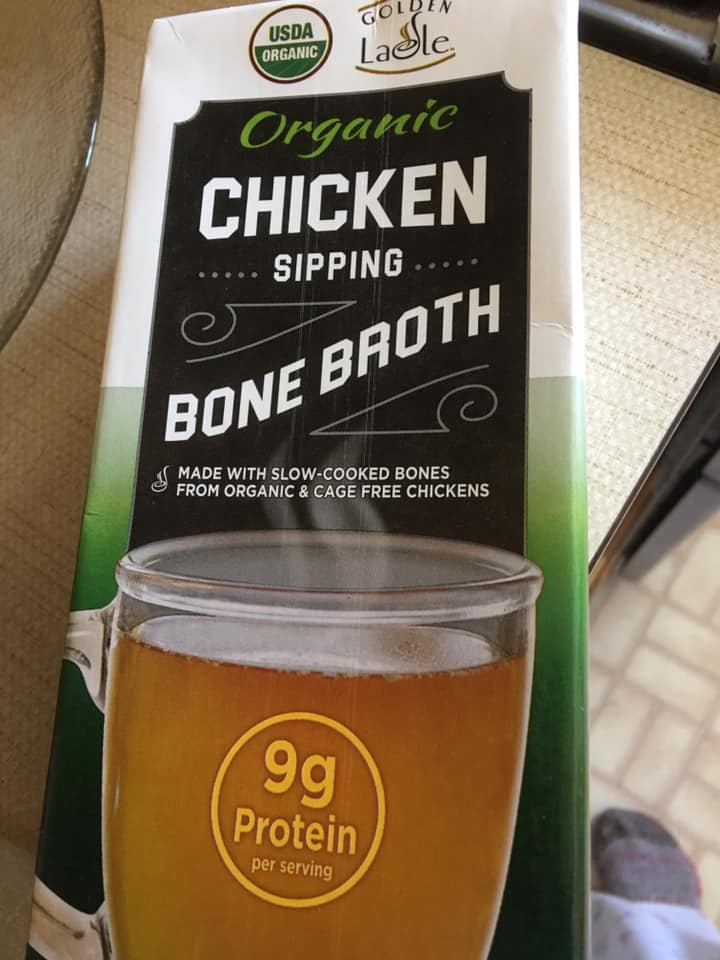 USDA
ORGANIC
GOLDEN
Ladle™
Organic
CHICKEN
SIPPING
BONE BROTH
MADE WITH SLOW-COOKED BONES
FROM ORGANIC & CAGE FREE CHICKENS
9g
Protein
per serving